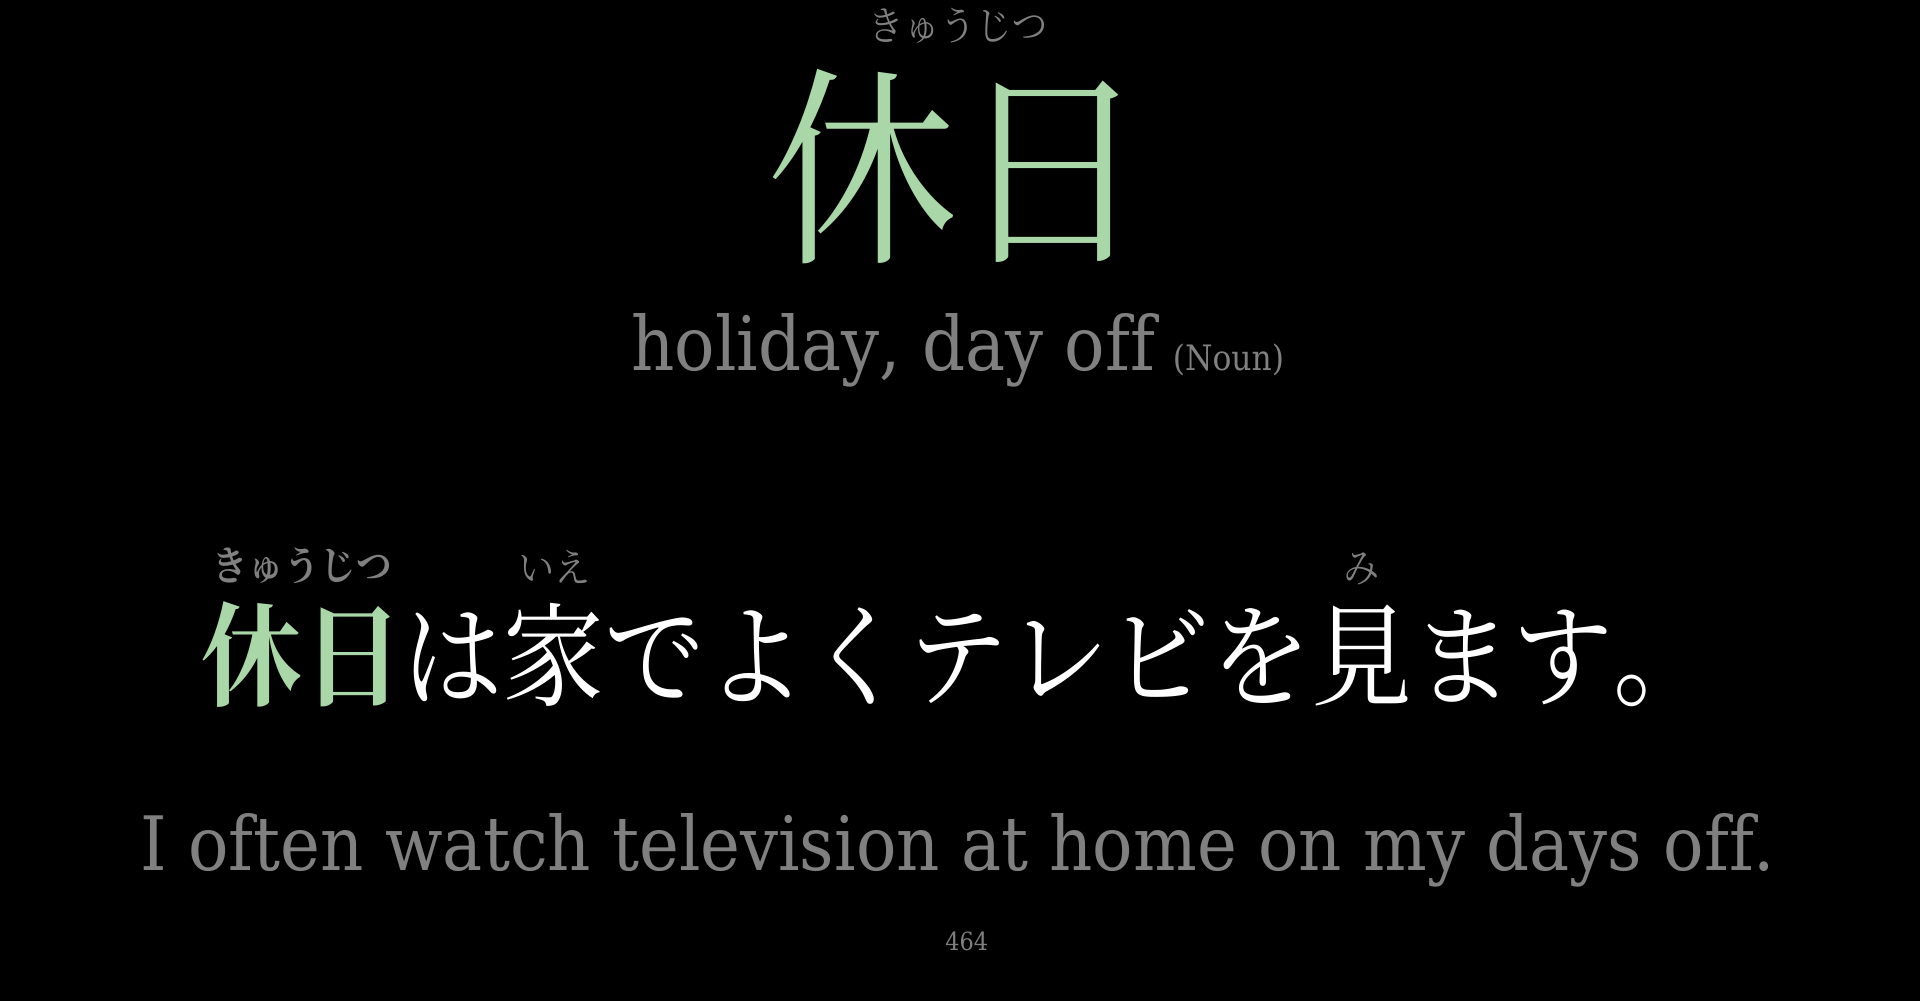 きゅうじつ
休日
holiday, day off (Noun)
きゅうじつ いえ み
休日は家でよくテレビを見ます。
I often watch television at home on my days off.
464